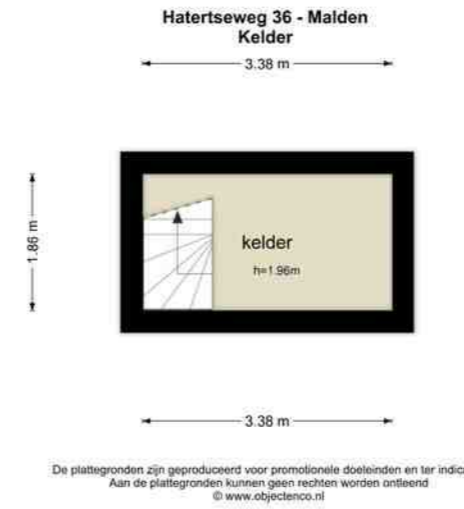 Hatertseweg 36 - Malden
Kelder
3.38 m
1.86 m
kelder
h=1.96m
3.38 m
De plattegronden zijn geproduceerd voor promotionele doeleinden en ter indica
Aan de plattegronden kunnen geen rechten worden ontleend
© www.objectenco.nl